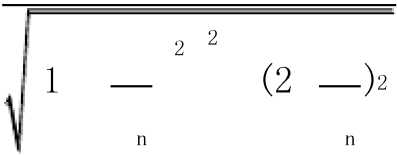 √
2 2
1 — (2 —)2
n n